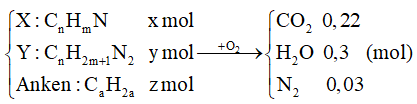 X : CₙHₘN x mol
Y : CₙH₂ₘ₊₁N₂ y mol +O₂ CO₂ 0,22 H₂O 0,3 (mol) N₂ 0,03
Anken : CₐH₂ₐ z mol